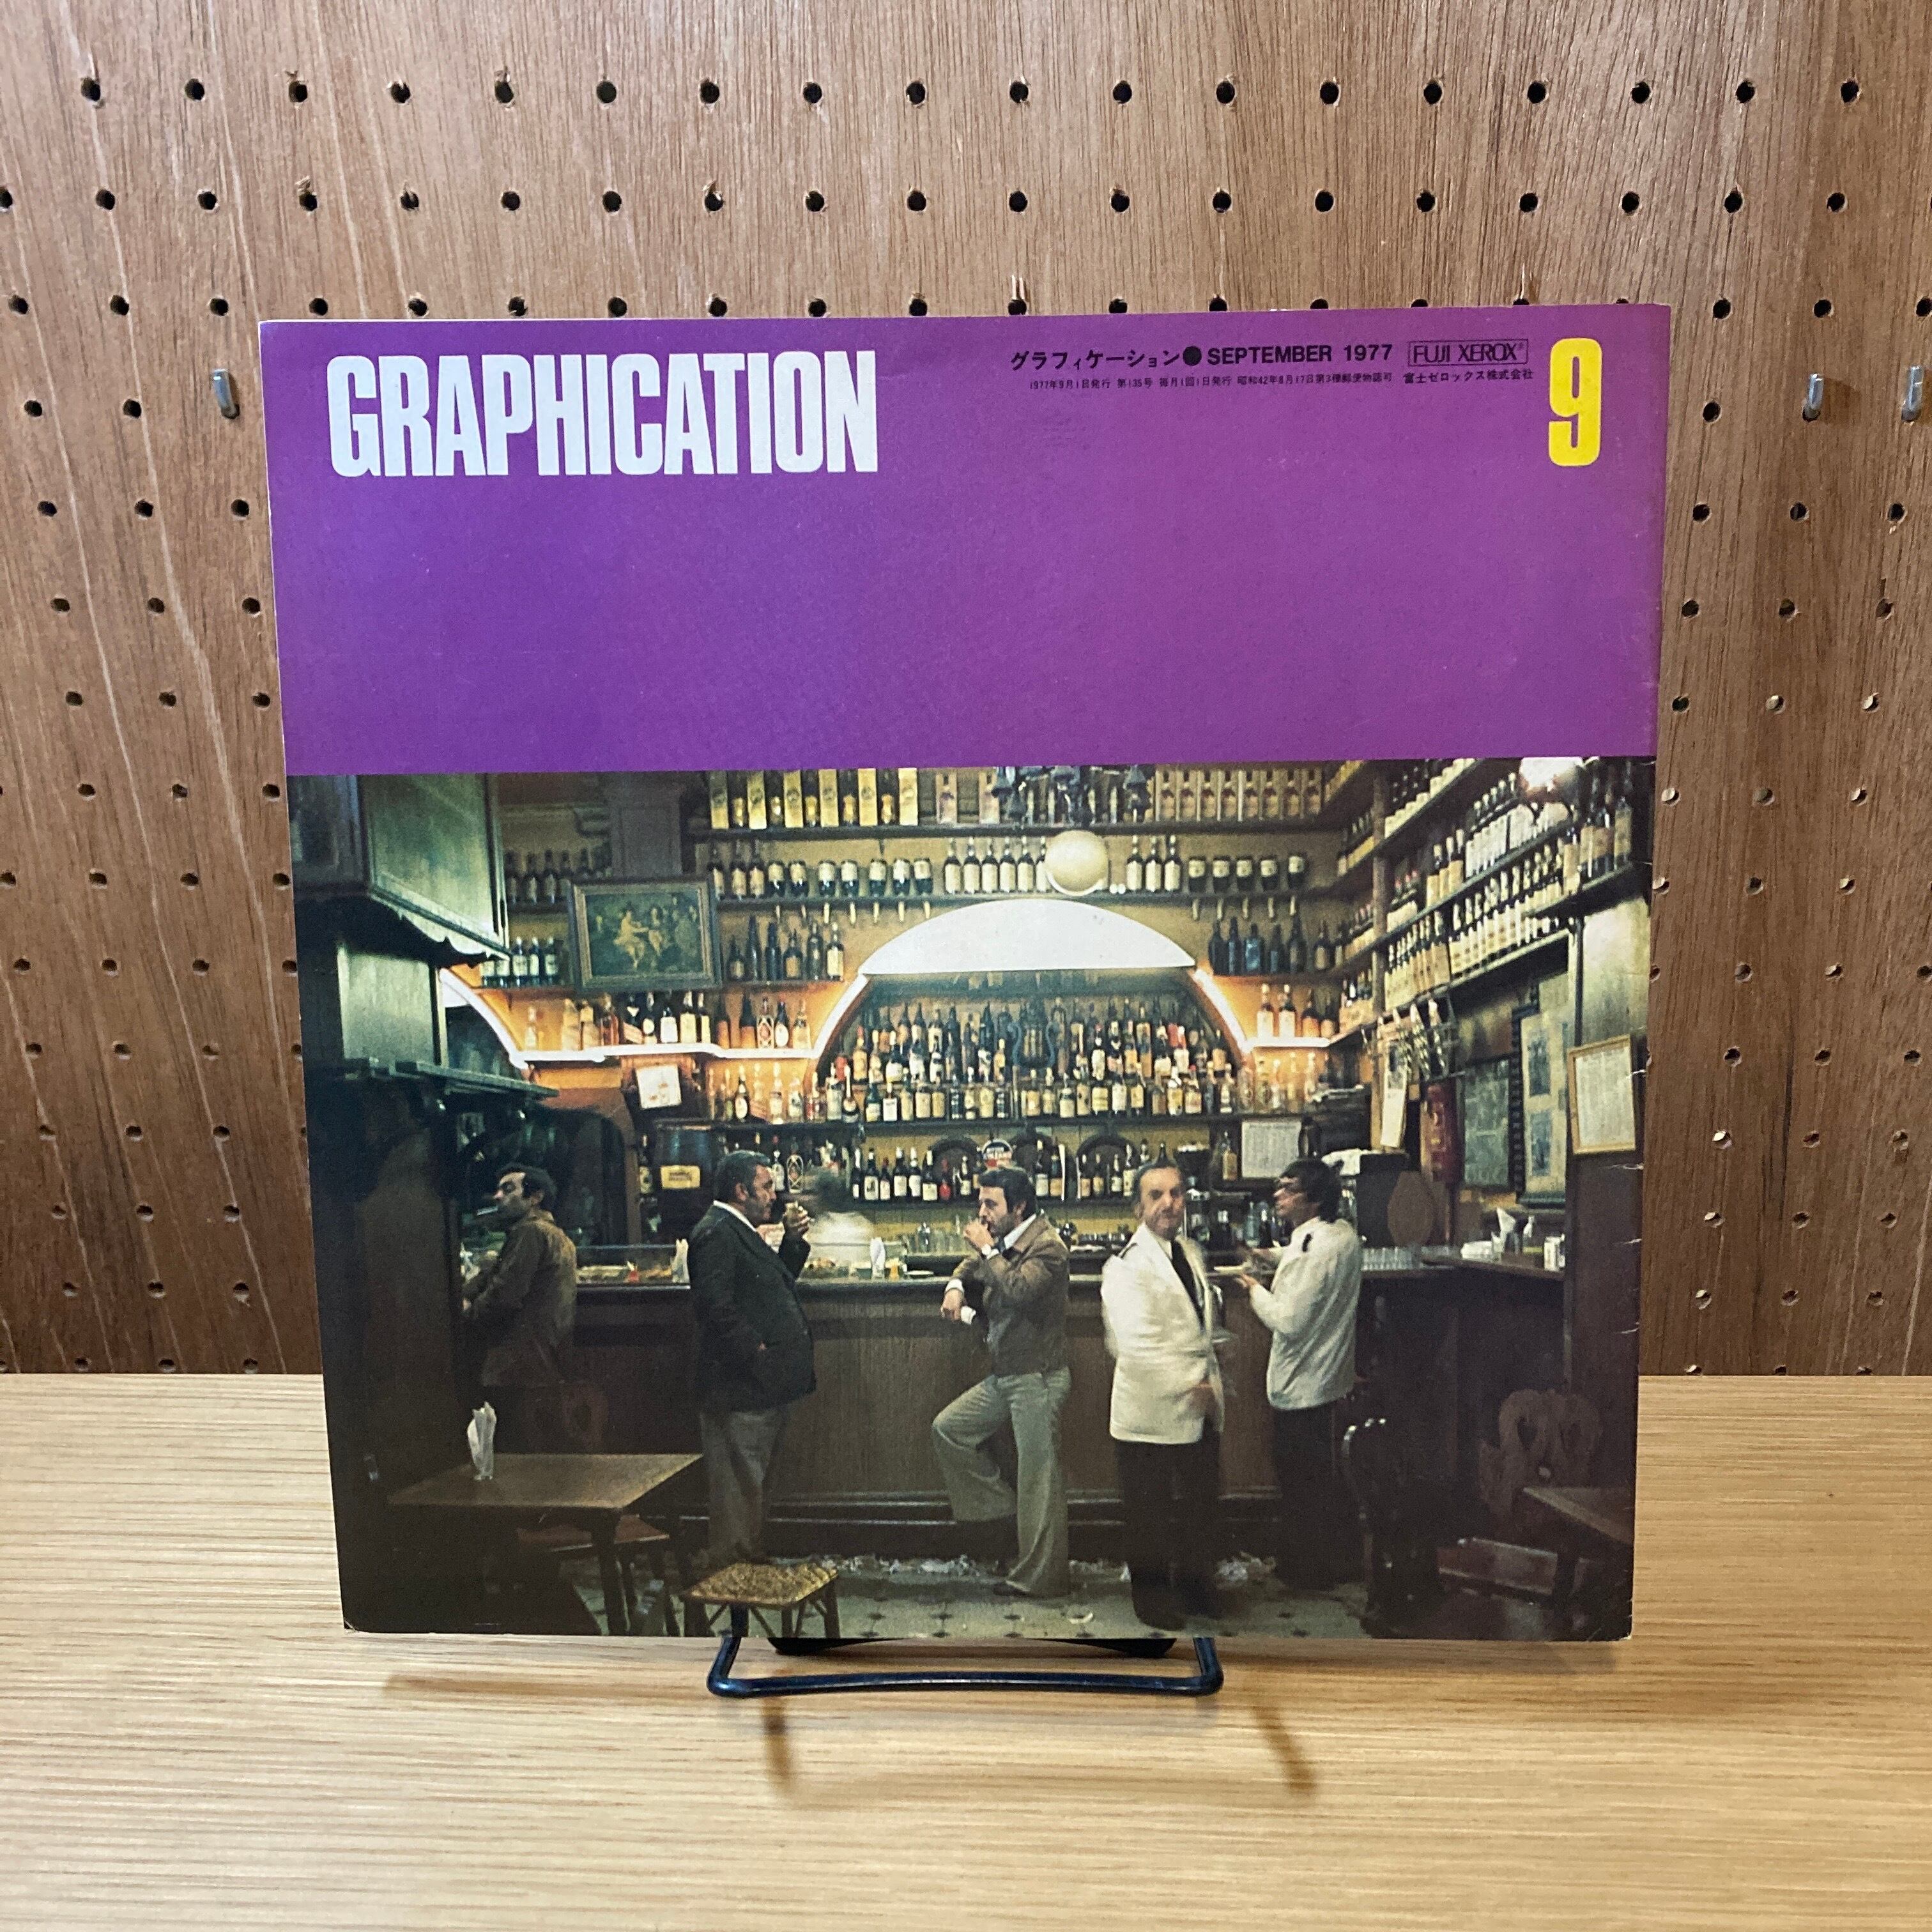 GRAPHICATION
グラフィケーション●SEPTEMBER 1977
1977年9月1日発行 第135号 毎月1回1日発行 昭和42年8月17日第3種郵便物認可
FUJI XEROX®
富士ゼロックス株式会社
9